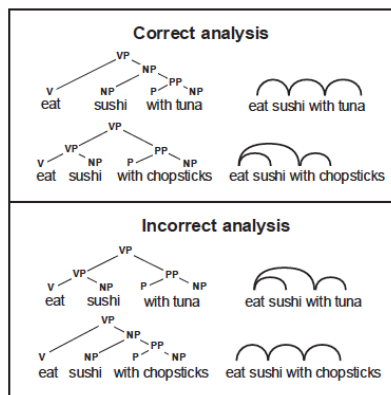 Correct analysis
VP
NP
PP
V NP P NP
eat sushi with tuna eat sushi with tuna
VP
VP PP
V NP P NP
eat sushi with chopsticks eat sushi with chopsticks
Incorrect analysis
VP
VP PP
V NP P NP
eat sushi with tuna eat sushi with tuna
VP
NP
PP
V NP P NP
eat sushi with chopsticks eat sushi with chopsticks